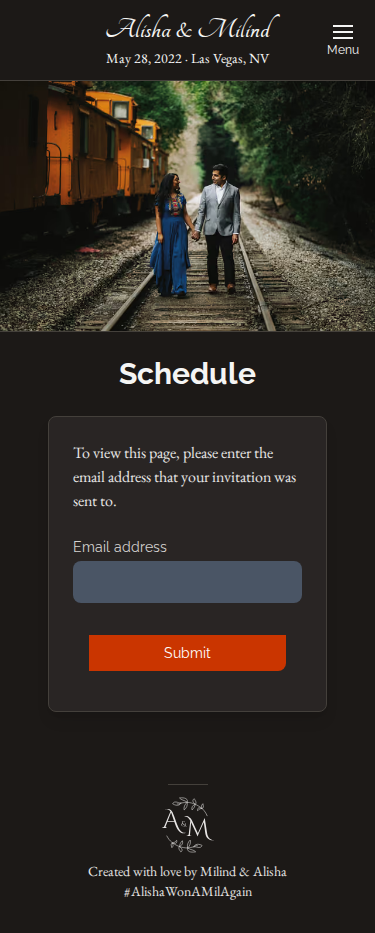 Alisha & Milind
May 28, 2022 · Las Vegas, NV
Menu
Schedule
To view this page, please enter the
email address that your invitation was
sent to.
Email address
Submit
A&M
Created with love by Milind & Alisha
#AlishaWonAMilAgain